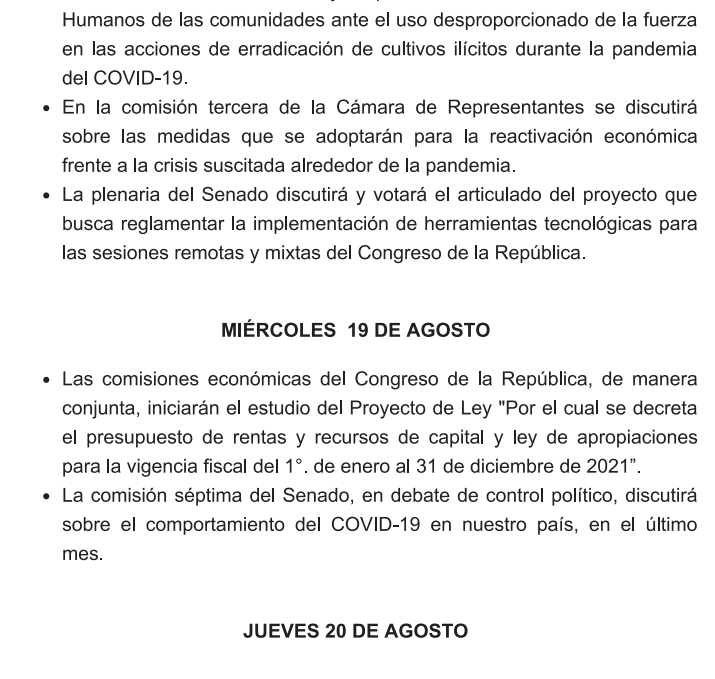 Humanos de las comunidades ante el uso desproporcionado de la fuerza
en las acciones de erradicación de cultivos ilícitos durante la pandemia
del COVID-19.
• En la comisión tercera de la Cámara de Representantes se discutirá
sobre las medidas que se adoptarán para la reactivación económica
frente a la crisis suscitada alrededor de la pandemia.
• La plenaria del Senado discutirá y votará el articulado del proyecto que
busca reglamentar la implementación de herramientas tecnológicas para
las sesiones remotas y mixtas del Congreso de la República.
MIÉRCOLES  19 DE AGOSTO
• Las comisiones económicas del Congreso de la República, de manera
conjunta, iniciarán el estudio del Proyecto de Ley "Por el cual se decreta
el presupuesto de rentas y recursos de capital y ley de apropiaciones
para la vigencia fiscal del 1°. de enero al 31 de diciembre de 2021”.
• La comisión séptima del Senado, en debate de control político, discutirá
sobre el comportamiento del COVID-19 en nuestro país, en el último
mes.
JUEVES 20 DE AGOSTO